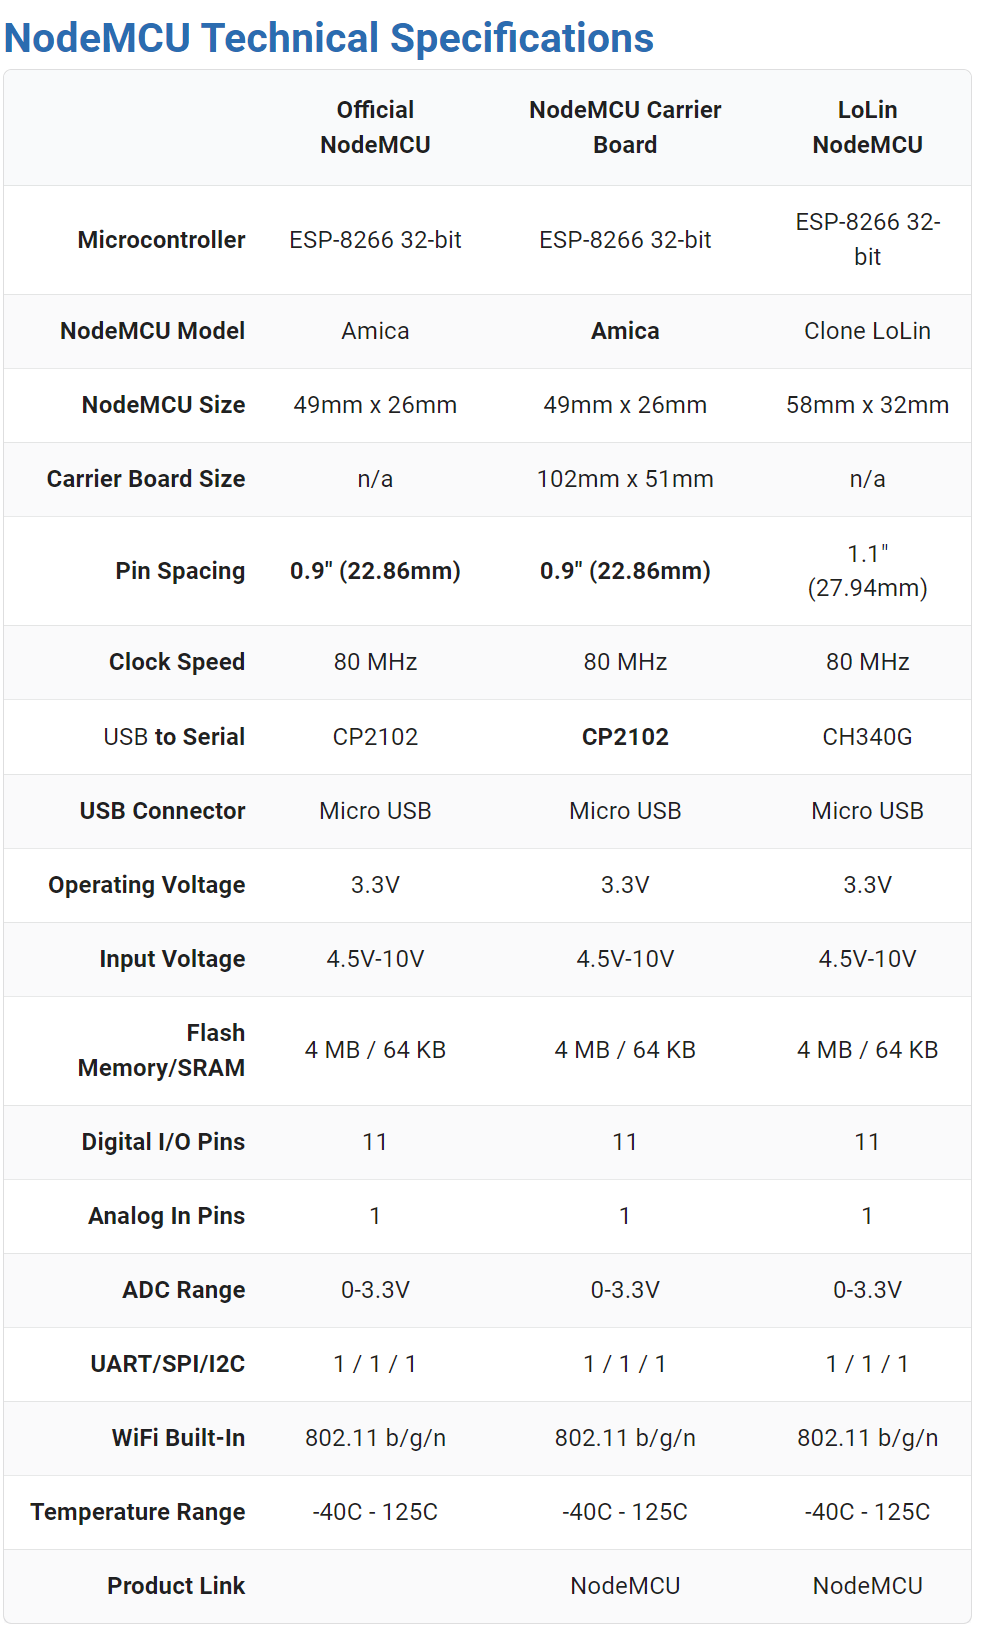 NodeMCU Technical Specifications
Official NodeMCU Carrier LoLin
NodeMCU Board NodeMCU
Microcontroller ESP-8266 32-bit ESP-8266 32-bit ESP-8266 32-
bit
NodeMCU Model Amica Amica Clone LoLin
NodeMCU Size 49mm x 26mm 49mm x 26mm 58mm x 32mm
Carrier Board Size n/a 102mm x 51mm n/a
Pin Spacing 0.9" (22.86mm) 0.9" (22.86mm) 1.1"
(27.94mm)
Clock Speed 80 MHz 80 MHz 80 MHz
USB to Serial CP2102 CP2102 CH340G
USB Connector Micro USB Micro USB Micro USB
Operating Voltage 3.3V 3.3V 3.3V
Input Voltage 4.5V-10V 4.5V-10V 4.5V-10V
Flash
Memory/SRAM 4 MB / 64 KB 4 MB / 64 KB 4 MB / 64 KB
Digital I/O Pins 11 11 11
Analog In Pins 1 1 1
ADC Range 0-3.3V 0-3.3V 0-3.3V
UART/SPI/I2C 1 / 1 / 1 1 / 1 / 1 1 / 1 / 1
WiFi Built-In 802.11 b/g/n 802.11 b/g/n 802.11 b/g/n
Temperature Range -40C - 125C -40C - 125C -40C - 125C
Product Link NodeMCU NodeMCU